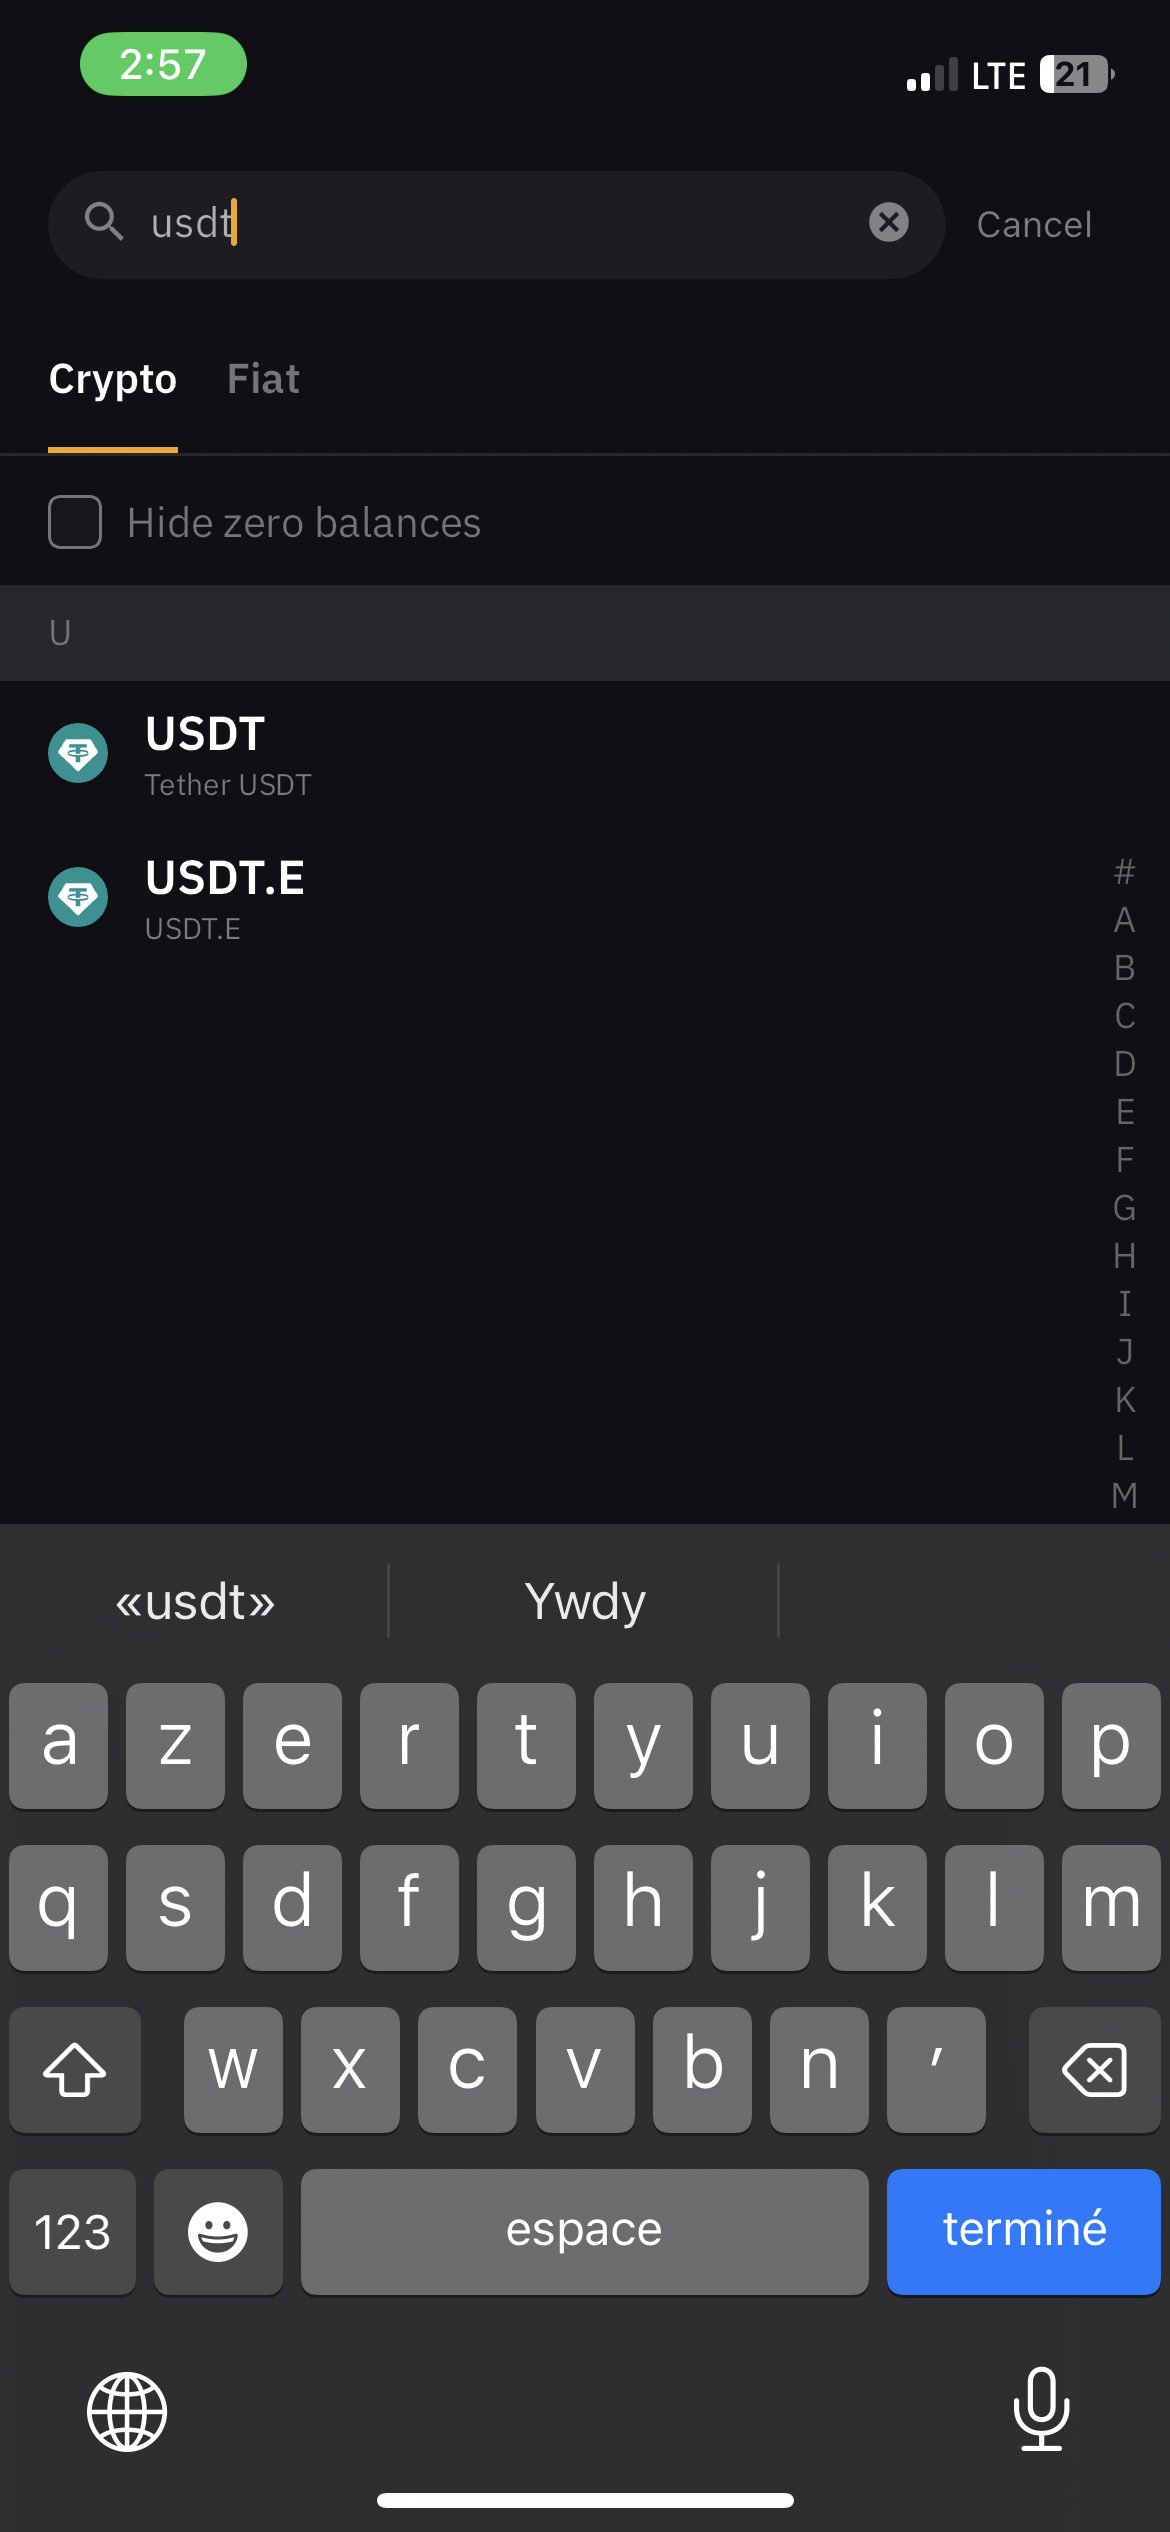 2:57
LTE 21
usdt
Cancel
Crypto Fiat
Hide zero balances
U
USDT
Tether USDT
USDT.E
USDT.E
#
A
B
C
D
E
F
G
H
I
J
K
L
M
«usdt» Ywdy
a z e r t y u i o p
q s d f g h j k l m
w x c v b n ’
123 espace terminé